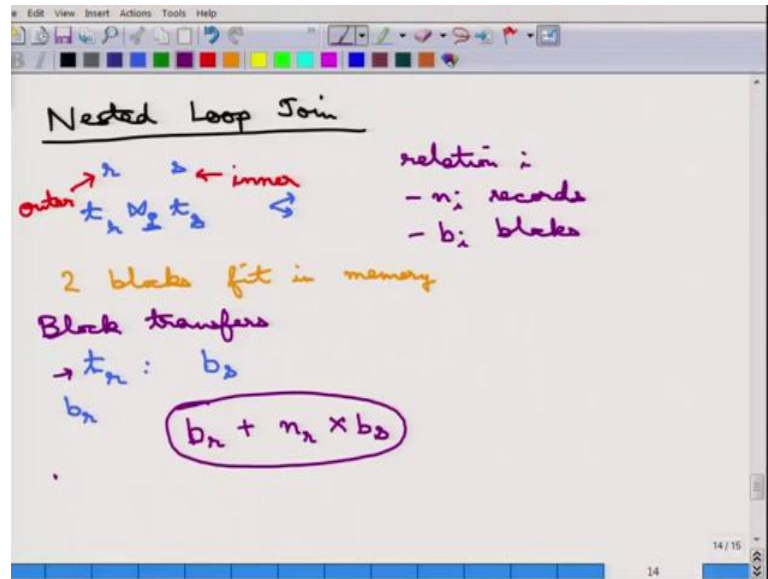 Edit View Insert Actions Tools Help
Nested Loop Join
r s ← inner
outer t_r ⋈ t_s
relation i
- n_i records
- b_i blocks
2 blocks fit in memory
Block transfers
→ t_r : b_s
b_r
b_r + n_r × b_s
14/15
14